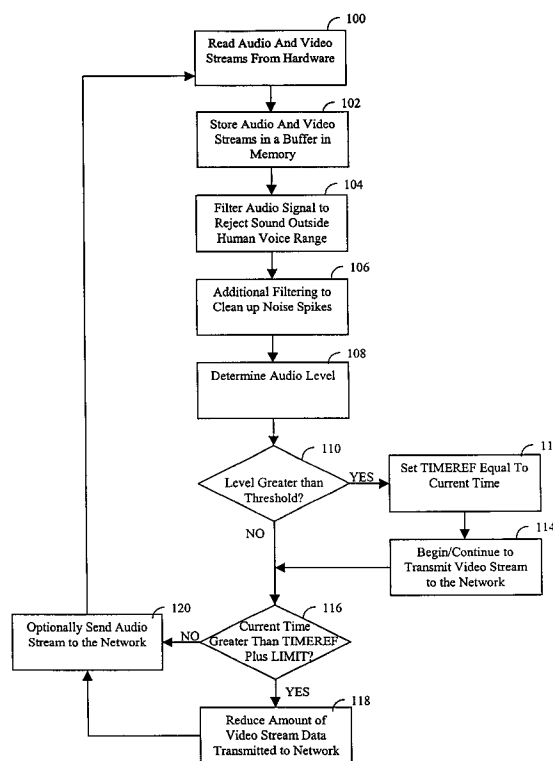 100
Read Audio And Video
Streams From Hardware
102
Store Audio And Video
Streams in a Buffer in
Memory
104
Filter Audio Signal to
Reject Sound Outside
Human Voice Range
106
Additional Filtering to
Clean up Noise Spikes
108
Determine Audio Level
110
Level Greater than
Threshold?
YES
NO
11
Set TIMEREF Equal To
Current Time
114
Begin/Continue to
Transmit Video Stream
to the Network
116
Current Time
Greater Than TIMEREF
Plus LIMIT?
NO
YES
120
Optionally Send Audio
Stream to the Network
118
Reduce Amount of
Video Stream Data
Transmitted to Network